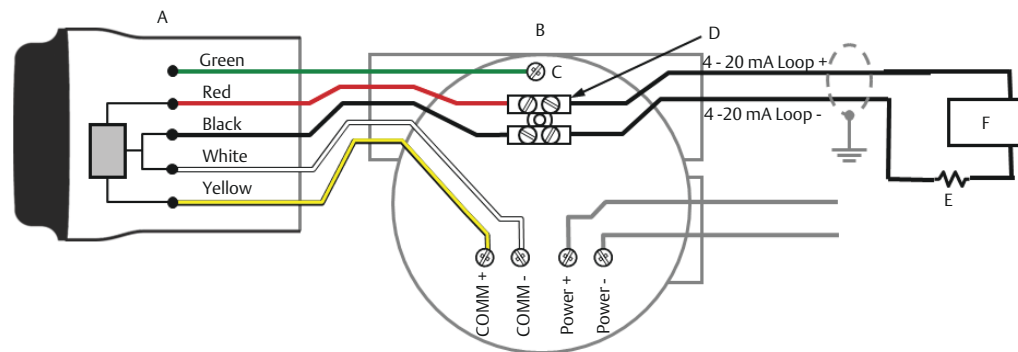 A
B
D
Green
C
4 - 20 mA Loop +
Red
Black
4 -20 mA Loop -
F
White
Yellow
E
COMM +
COMM -
Power +
Power -